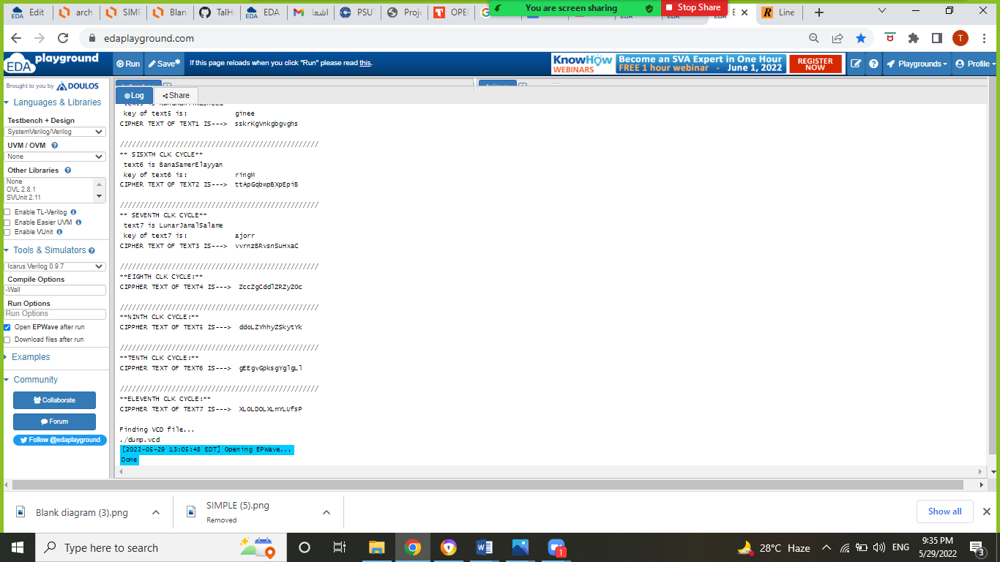 Edit
arch
SIMP
Blan
TalH
EDA
اشعا
PSUT
Proje
OPE
You are screen sharing
Stop Share
Line
edaplayground.com
T
EDA playground
Run
Save*
If this page reloads when you click "Run" please read this.
KnowHow WEBINARS
Become an SVA Expert in One Hour
FREE 1 hour webinar - June 1, 2022
REGISTER NOW
Playgrounds
Profile
Brought to you by DOULOS
Languages & Libraries
Testbench + Design
SystemVerilog/Verilog
UVM / OVM
None
Other Libraries
None
OVL 2.8.1
SVUnit 2.11
Enable TL-Verilog
Enable Easier UVM
Enable VUnit
Tools & Simulators
Icarus Verilog 0.9.7
Compile Options
-Wall
Run Options
Run Options
Open EPWave after run
Download files after run
Examples
Community
Collaborate
Forum
Follow @edaplayground
Log
Share
key of text5 is: ginee
CIPHER TEXT OF TEXT1 IS---> sskrKgVnkgbgvghs
///////////////////////////////////////////////////
** SISXTH CLK CYCLE**
text6 is BanaSamerElayyan
key of text6 is: ringM
CIPHER TEXT OF TEXT2 IS---> ttApGqbwpBXpEpiB
///////////////////////////////////////////////////
** SEVENTH CLK CYCLE**
text7 is LunarJamalSalame
key of text7 is: ajorr
CIPHER TEXT OF TEXT3 IS---> vvrnzBRvsnSuHxaC
///////////////////////////////////////////////////
**EIGHTH CLK CYCLE:**
CIPPHER TEXT OF TEXT4 IS---> ZccZgCddlZRZyZOc
///////////////////////////////////////////////////
**NINTH CLK CYCLE:**
CIPPHER TEXT OF TEXT5 IS---> ddoLZYhhyZSkytYk
///////////////////////////////////////////////////
**TENTH CLK CYCLE:**
CIPPHER TEXT OF TEXT6 IS---> gEEgvGpksgYglgLl
///////////////////////////////////////////////////
**ELEVENTH CLK CYCLE:**
CIPPHER TEXT OF TEXT7 IS---> XLOLDOLXLmYLUfsP
Finding VCD file...
./dump.vcd
[2022-05-29 13:05:48 EDT] Opening EPWave...
Done
Blank diagram (3).png
SIMPLE (5).png
Removed
Show all
Type here to search
1
28°C Haze
ENG
9:35 PM
5/29/2022
3